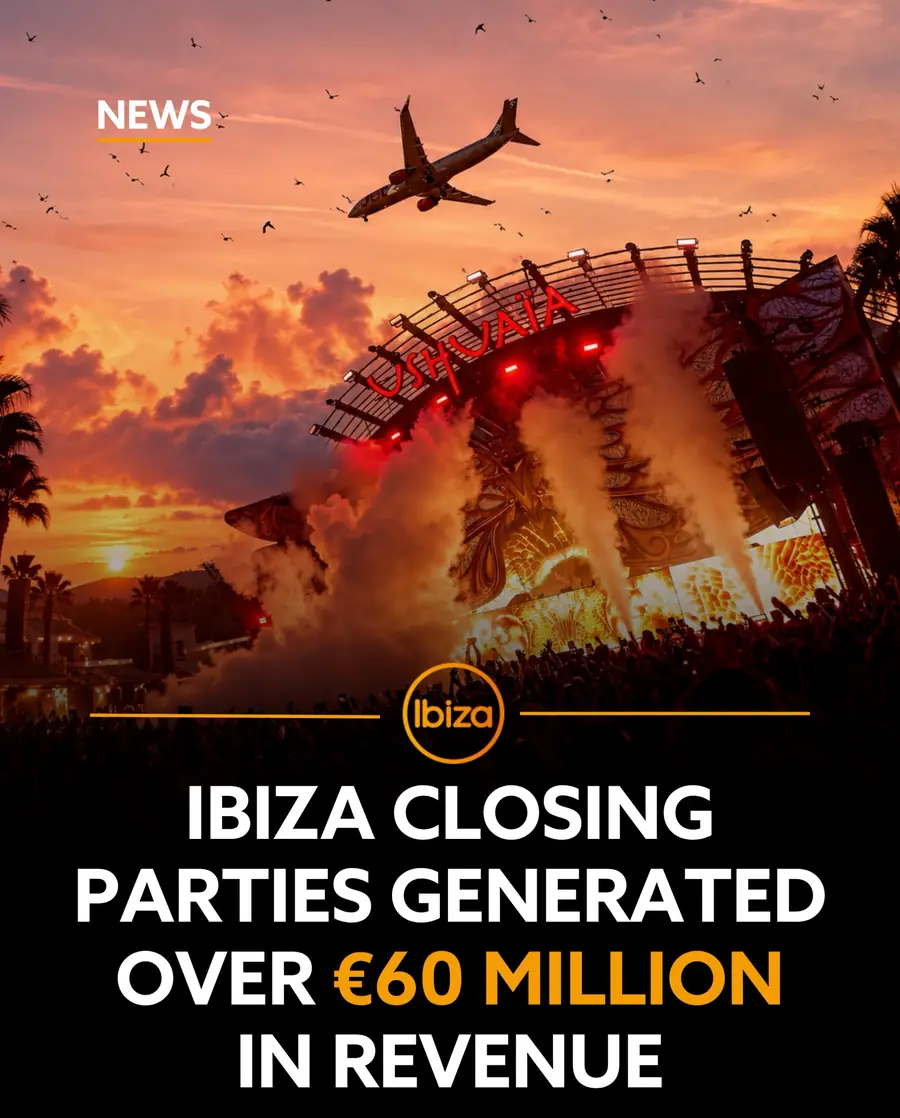 NEWS
USHUAÏA
Ibiza
IBIZA CLOSING
PARTIES GENERATED
OVER €60 MILLION
IN REVENUE